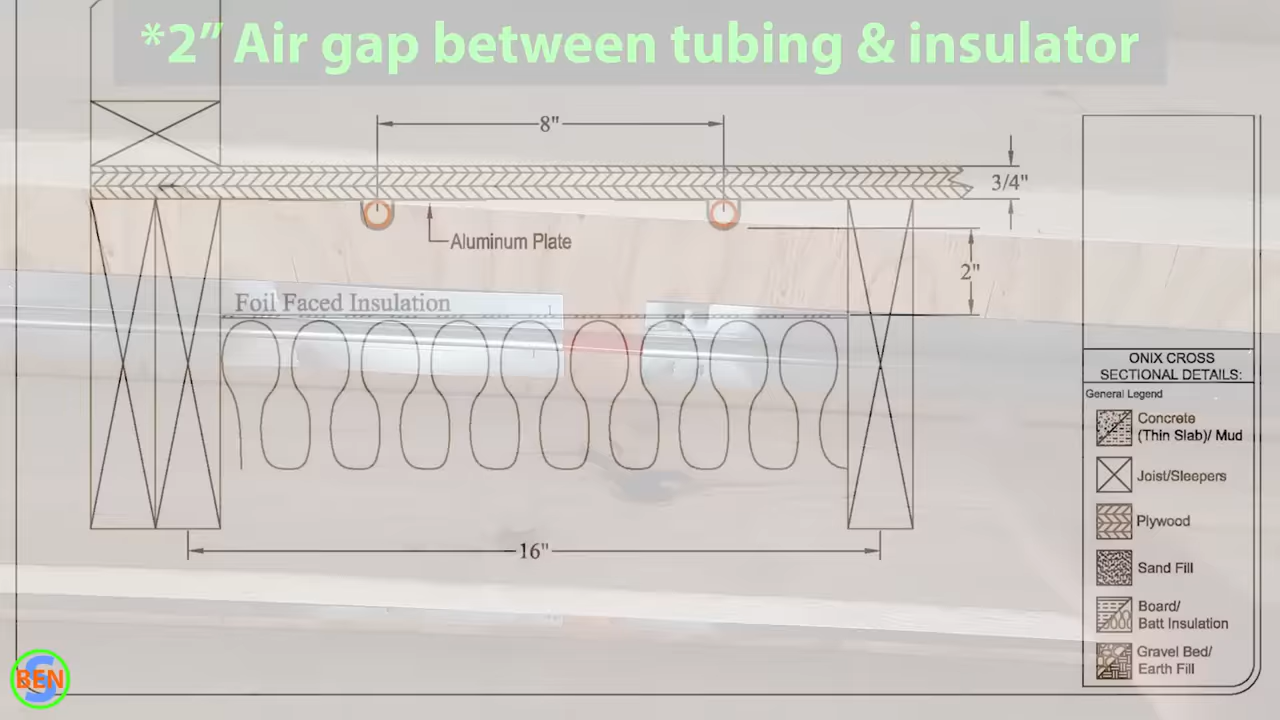 *2” Air gap between tubing & insulator
8"
3/4"
Aluminum Plate
2"
Foil Faced Insulation
16"
ONIX CROSS
SECTIONAL DETAILS:
General Legend
Concrete
(Thin Slab)/ Mud
Joist/Sleepers
Plywood
Sand Fill
Board/
Batt Insulation
Gravel Bed/
Earth Fill
S
BEN